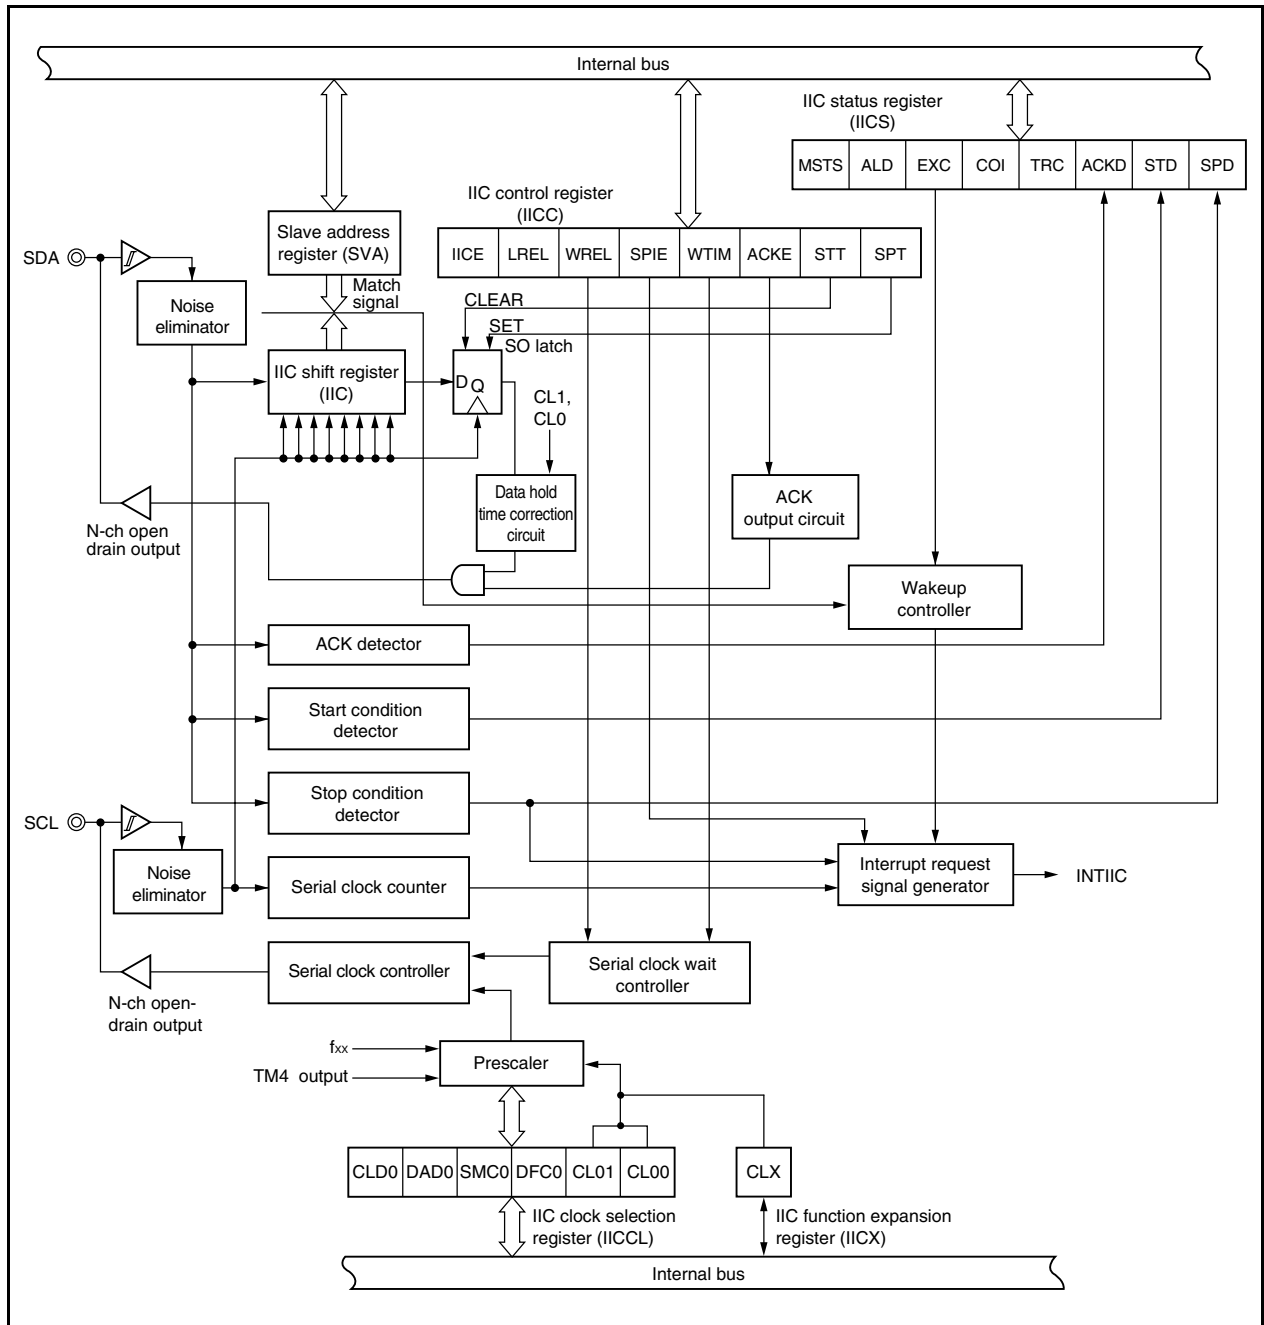 Internal bus
IIC status register
(IICS)
MSTS ALD EXC COI TRC ACKD STD SPD
IIC control register
(IICC)
IICE LREL WREL SPIE WTIM ACKE STT SPT
Slave address
register (SVA)
SDA
Match
signal
Noise
eliminator
CLEAR
SET
SO latch
IIC shift register
(IIC)
D Q
CL1,
CL0
Data hold
time correction
circuit
ACK
output circuit
N-ch open
drain output
Wakeup
controller
ACK detector
Start condition
detector
Stop condition
detector
SCL
Noise
eliminator
Serial clock counter
Interrupt request
signal generator
INTIIC
Serial clock controller
Serial clock wait
controller
N-ch open-
drain output
fxx
TM4 output
Prescaler
CLD0 DAD0 SMC0 DFC0 CL01 CL00
CLX
IIC clock selection
register (IICCL)
IIC function expansion
register (IICX)
Internal bus